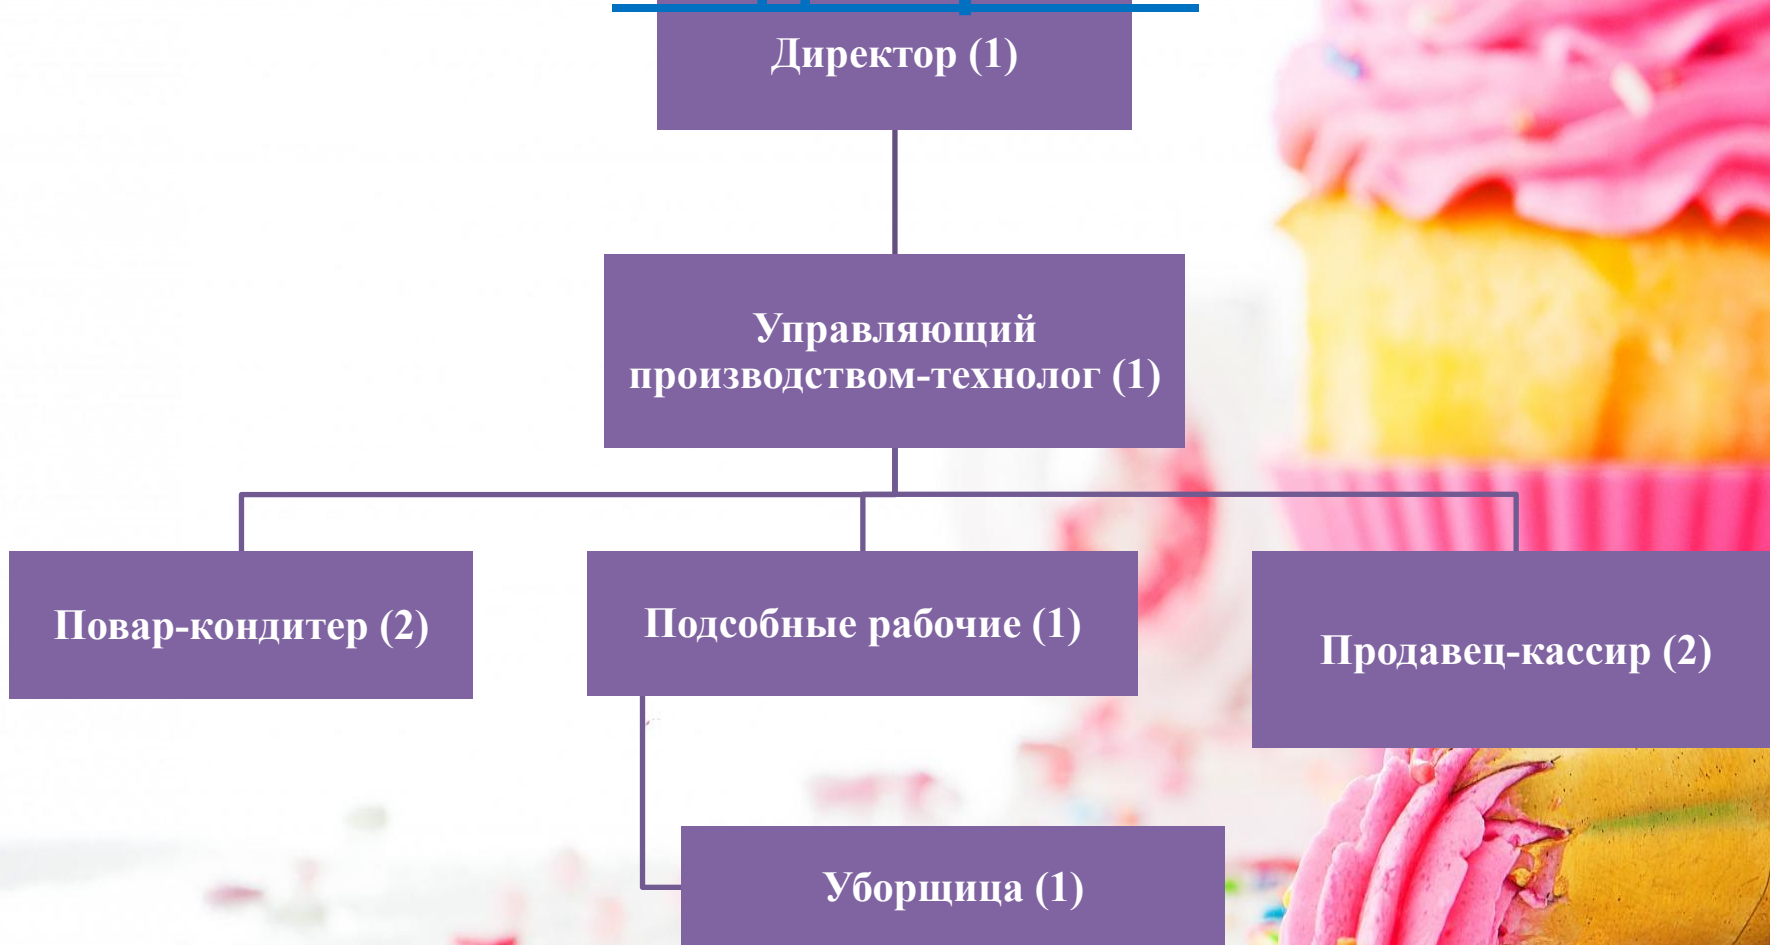 Директор (1)
Управляющий
производством-технолог (1)
Повар-кондитер (2)
Подсобные рабочие (1)
Продавец-кассир (2)
Уборщица (1)